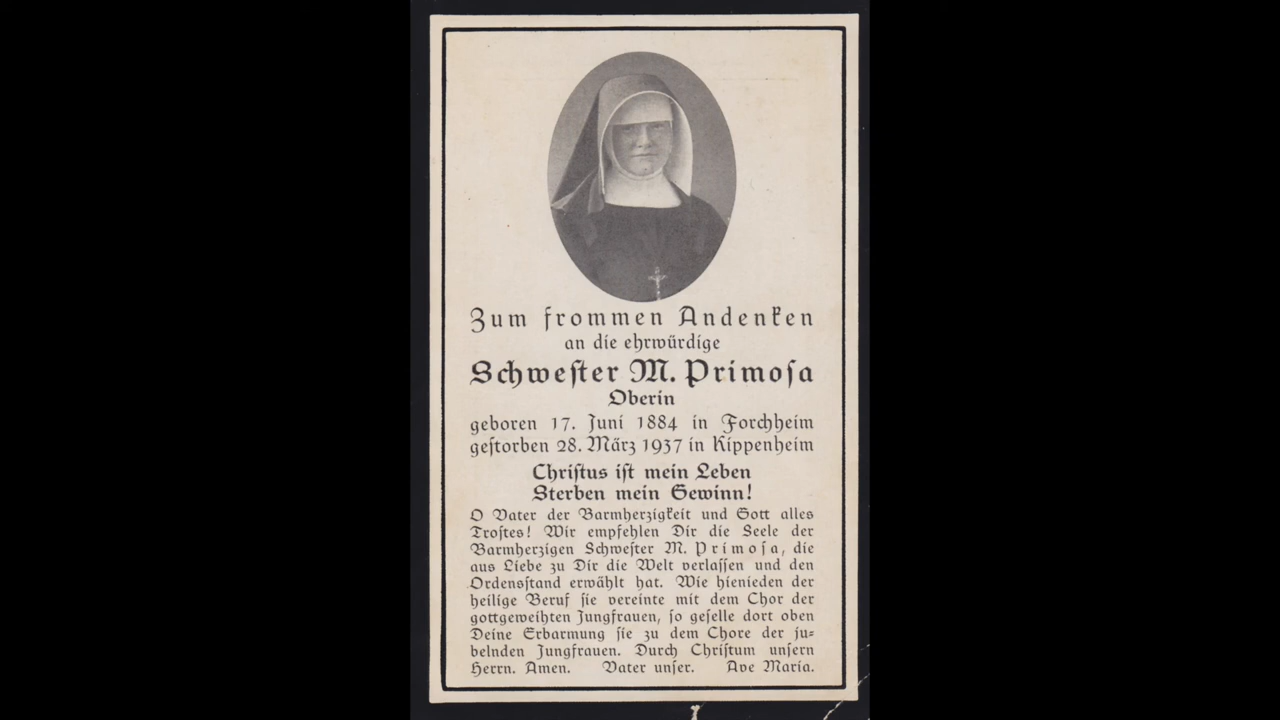 Zum frommen Andenken
an die ehrwürdige
Schweſter M. Primoſa
Oberin
geboren 17. Juni 1884 in Forchheim
geſtorben 28. März 1937 in Kippenheim
Chriſtus iſt mein Leben
Sterben mein Gewinn!
O Vater der Barmherzigkeit und Gott alles
Troſtes! Wir empfehlen Dir die Seele der
Barmherzigen Schweſter M. Primoſa, die
aus Liebe zu Dir die Welt verlaſſen und den
Ordensſtand erwählt hat. Wie hienieden der
heilige Beruf ſie vereinte mit dem Chor der
gottgeweihten Jungfrauen, ſo geſelle dort oben
Deine Erbarmung ſie zu dem Chore der ju-
belnden Jungfrauen. Durch Chriſtum unſern
Herrn. Amen. Vater unſer. Ave Maria.